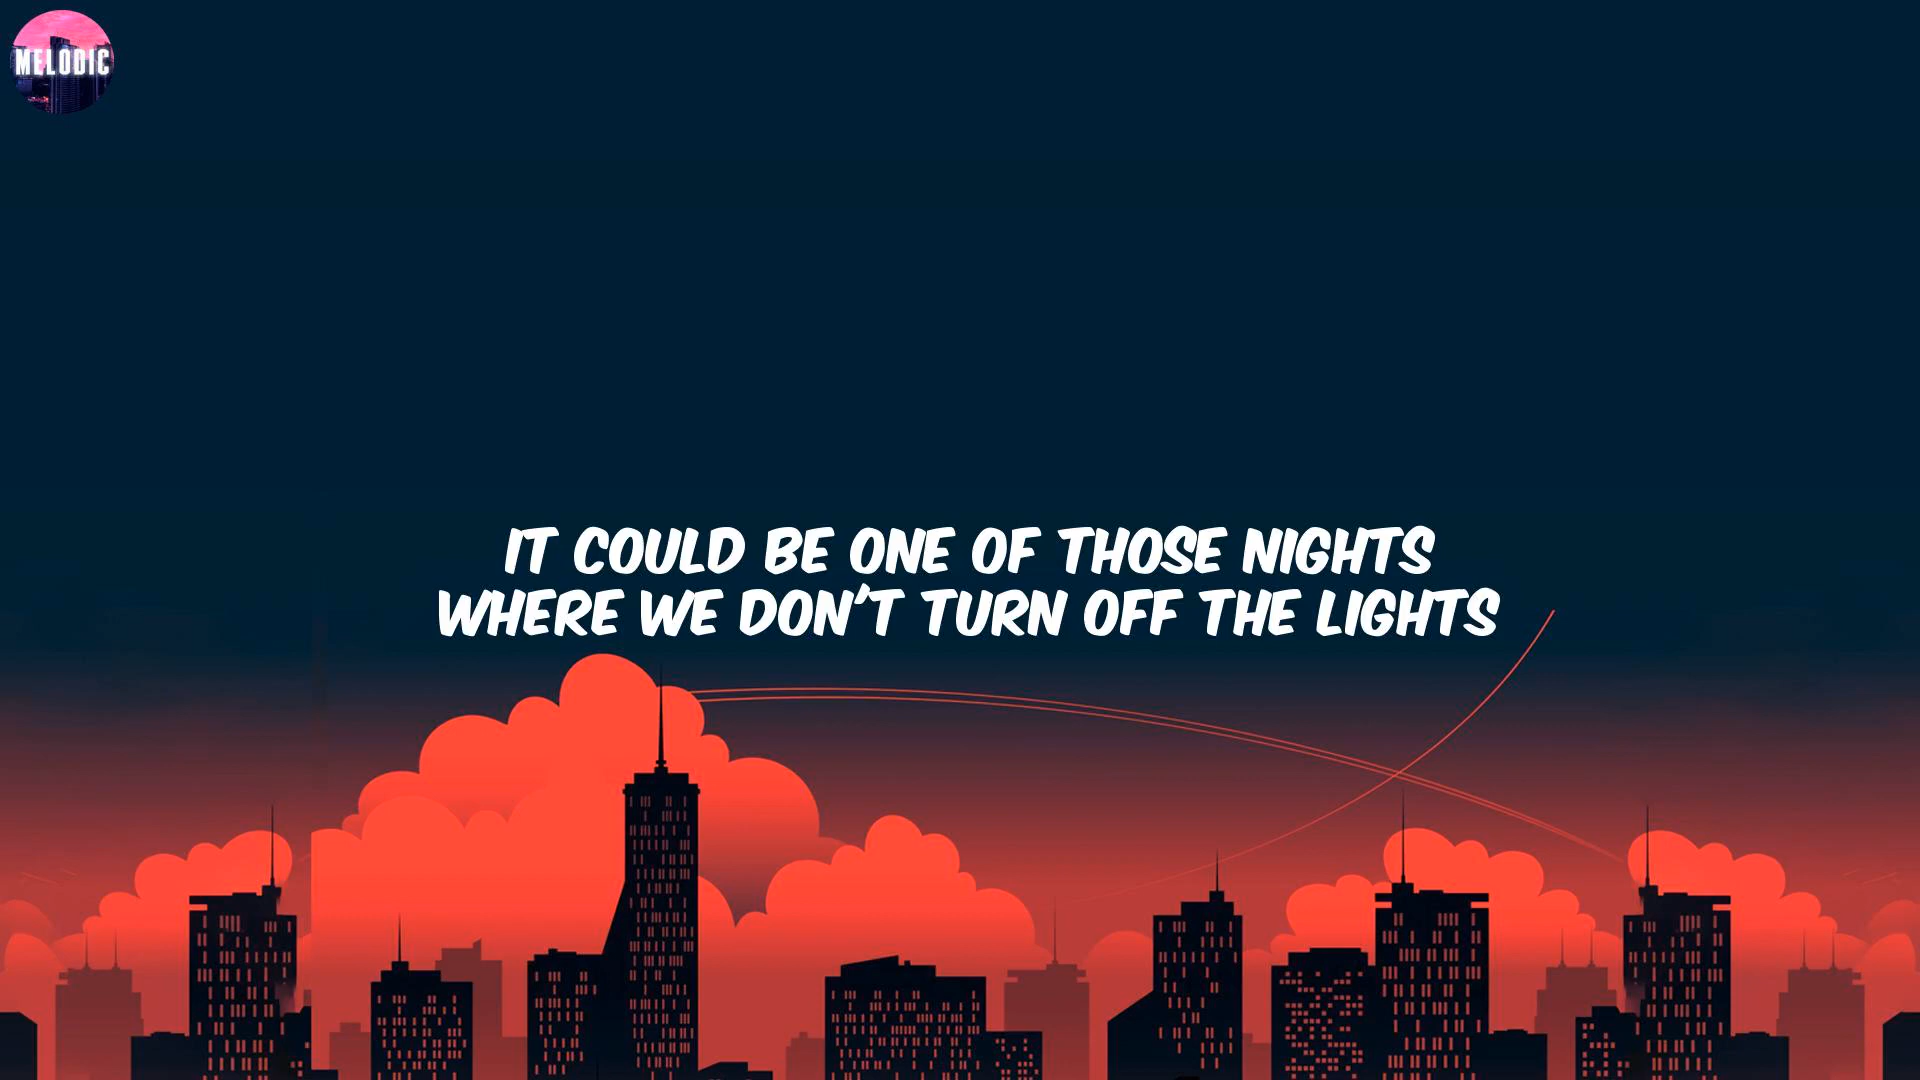 MELODIC
IT COULD BE ONE OF THOSE NIGHTS
WHERE WE DON'T TURN OFF THE LIGHTS